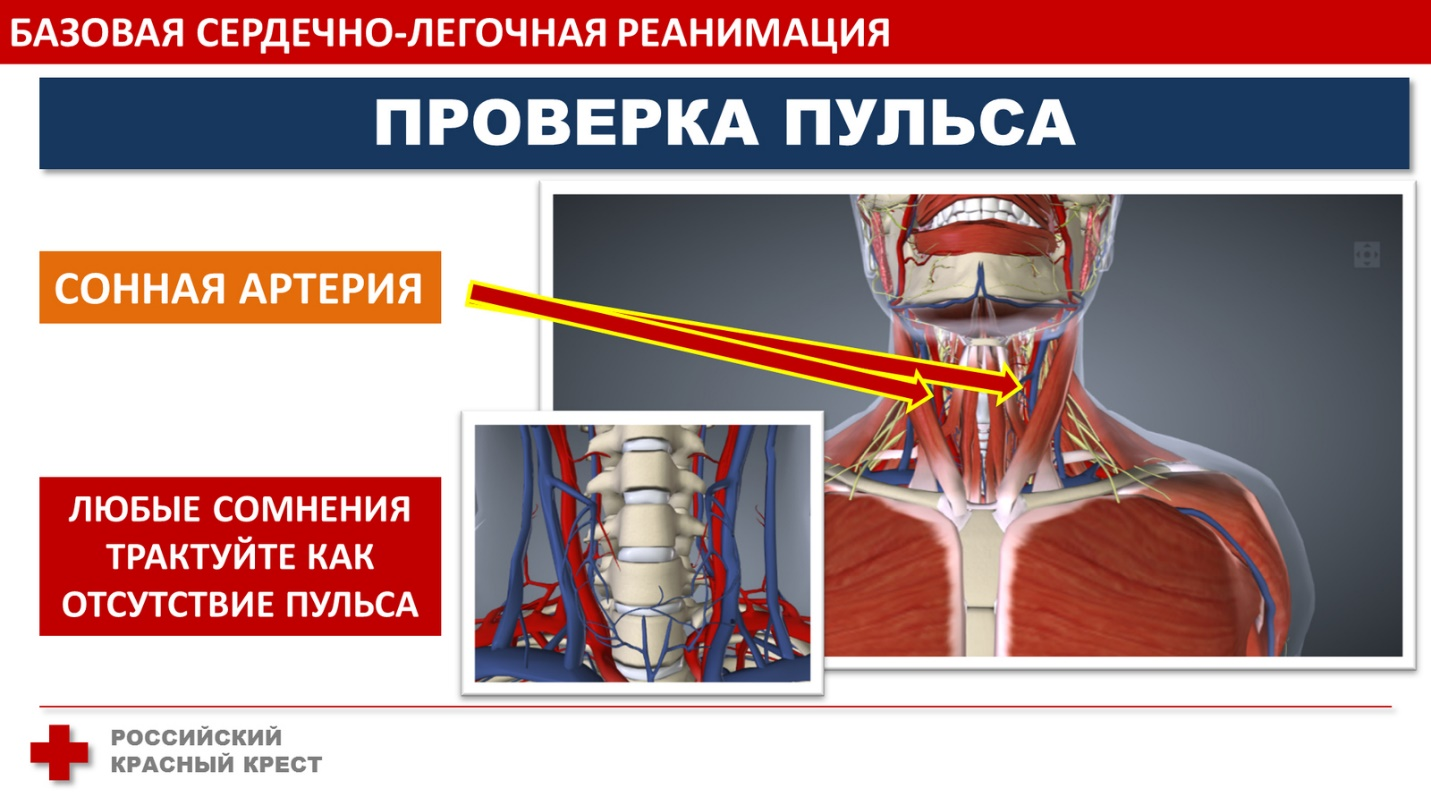 БАЗОВАЯ СЕРДЕЧНО-ЛЕГОЧНАЯ РЕАНИМАЦИЯ
ПРОВЕРКА ПУЛЬСА
СОННАЯ АРТЕРИЯ
ЛЮБЫЕ СОМНЕНИЯ
ТРАКТУЙТЕ КАК
ОТСУТСТВИЕ ПУЛЬСА
РОССИЙСКИЙ
КРАСНЫЙ КРЕСТ